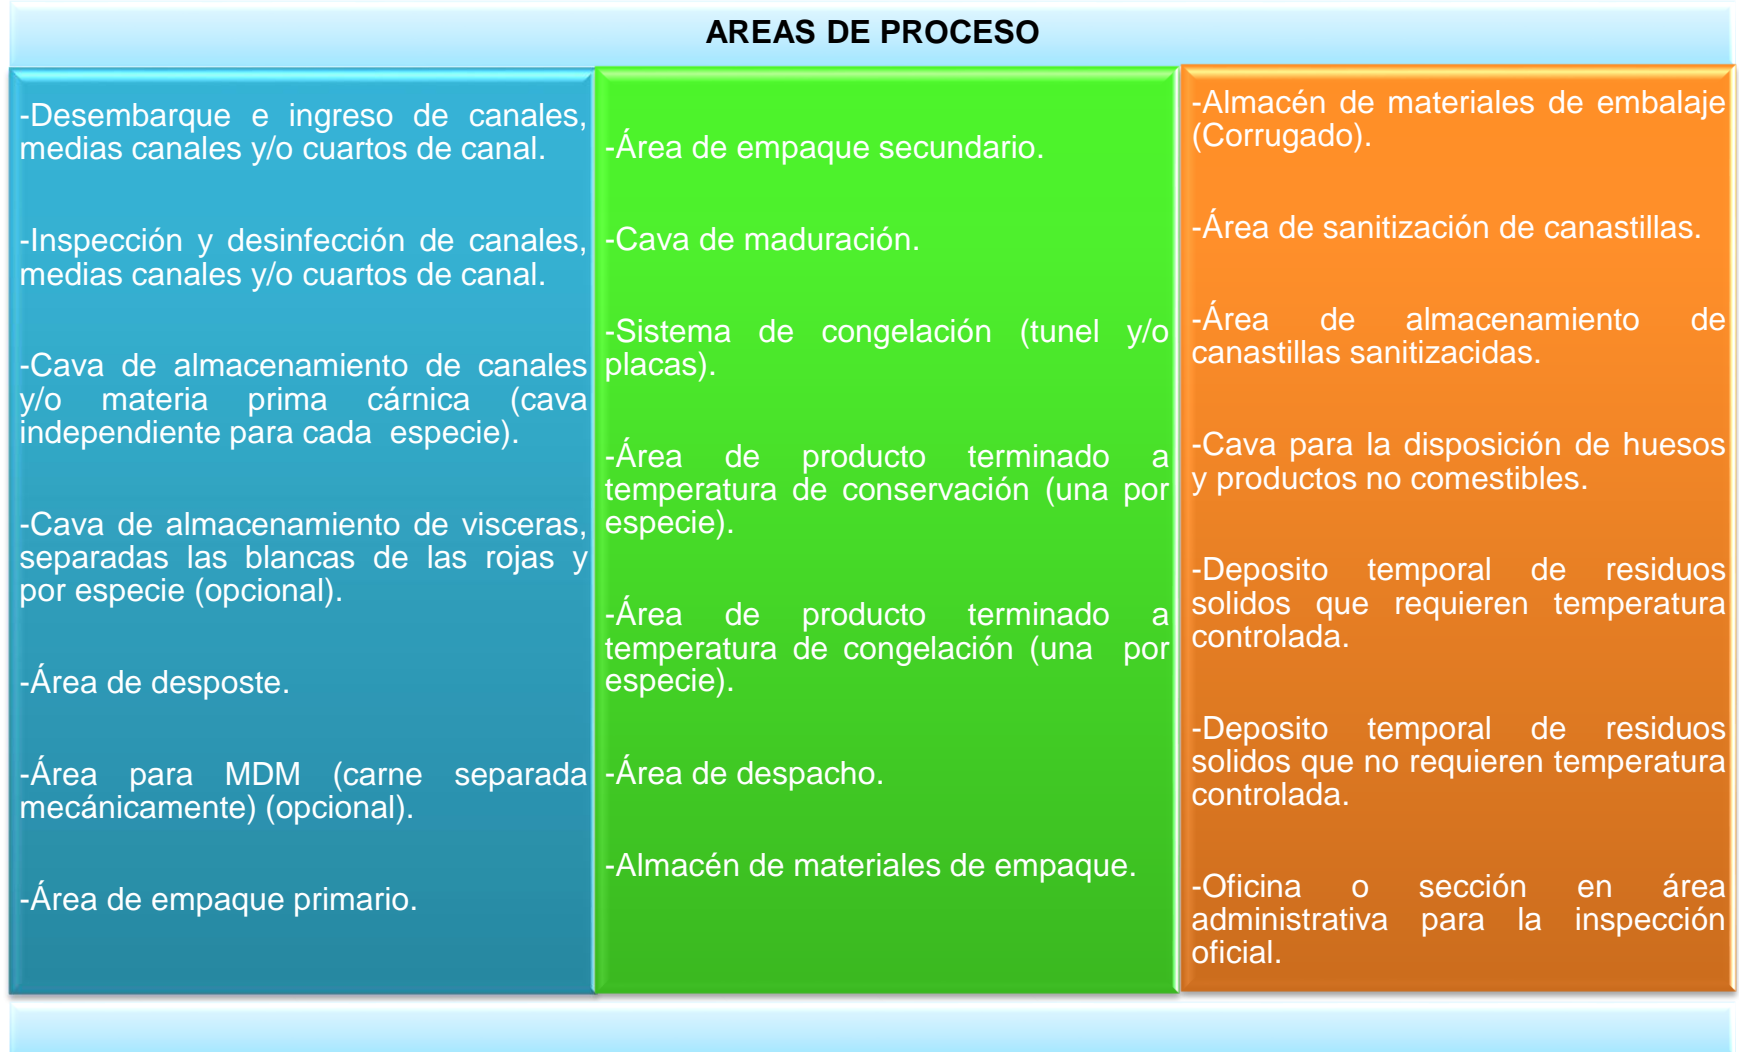 AREAS DE PROCESO
-Desembarque e ingreso de canales,
medias canales y/o cuartos de canal.
-Inspección y desinfección de canales,
medias canales y/o cuartos de canal.
-Cava de almacenamiento de canales
y/o materia prima cárnica (cava
independiente para cada especie).
-Cava de almacenamiento de visceras,
separadas las blancas de las rojas y
por especie (opcional).
-Área de desposte.
-Área para MDM (carne separada
mecánicamente) (opcional).
-Área de empaque primario.
-Área de empaque secundario.
-Cava de maduración.
-Sistema de congelación (tunel y/o
placas).
-Área de producto terminado a
temperatura de conservación (una por
especie).
-Área de producto terminado a
temperatura de congelación (una por
especie).
-Área de despacho.
-Almacén de materiales de empaque.
-Almacén de materiales de embalaje
(Corrugado).
-Área de sanitización de canastillas.
-Área de almacenamiento de
canastillas sanitizacidas.
-Cava para la disposición de huesos
y productos no comestibles.
-Deposito temporal de residuos
solidos que requieren temperatura
controlada.
-Deposito temporal de residuos
solidos que no requieren temperatura
controlada.
-Oficina o sección en área
administrativa para la inspección
oficial.